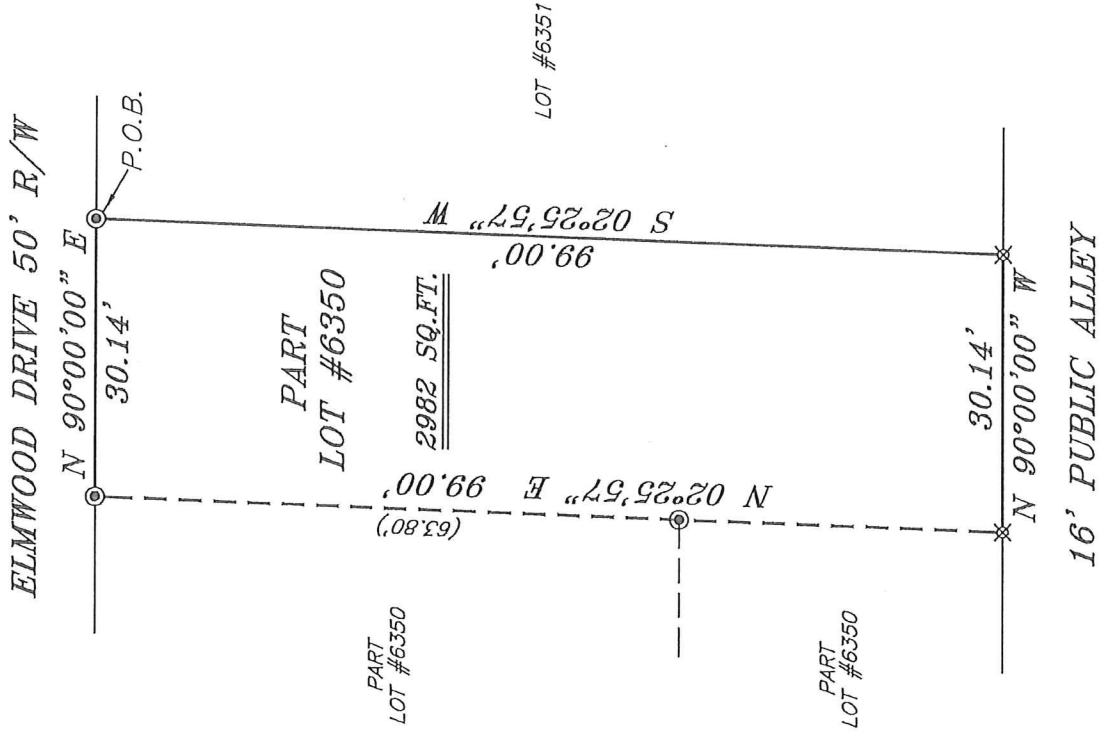 ELMWOOD DRIVE 50' R/W
N 90°00'00" E
30.14'
P.O.B.
LOT #6351
PART
LOT #6350
2982 SQ.FT.
S 02°25'57" W
99.00'
N 02°25'57" E 99.00'
(63.80')
PART
LOT #6350
PART
LOT #6350
30.14'
N 90°00'00" W
16' PUBLIC ALLEY